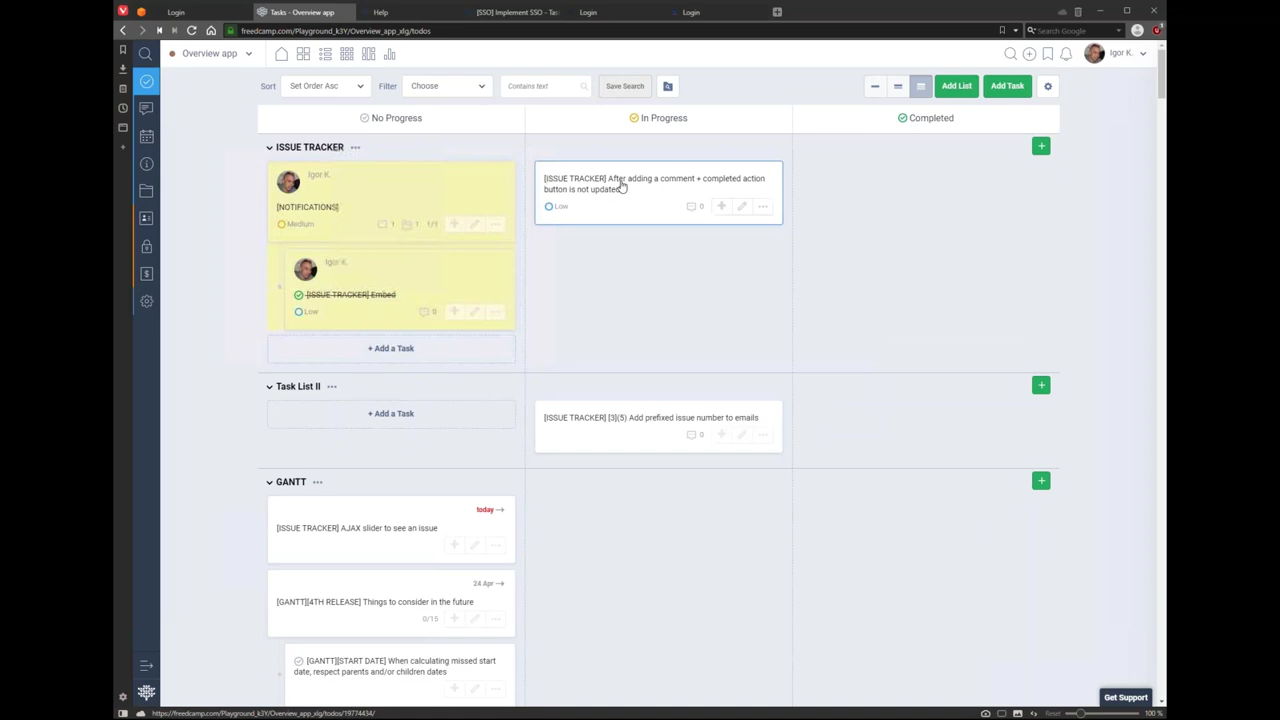 Login
Tasks - Overview app
Help
[SSO] Implement SSO - Tas
Login
Login
freedcamp.com/Playground_k3Y/Overview_app_xlg/todos
Search Google
Overview app
Igor K.
Sort
Set Order Asc
Filter
Choose
Contains text
Save Search
Add List
Add Task
No Progress
In Progress
Completed
ISSUE TRACKER
Igor K.
[NOTIFICATIONS]
Medium
1
1
1/1
[ISSUE TRACKER] After adding a comment + completed action
button is not updated
Low
0
Igor K.
[ISSUE TRACKER] Embed
Low
0
+ Add a Task
Task List II
+ Add a Task
[ISSUE TRACKER] [3](5) Add prefixed issue number to emails
0
GANTT
today
[ISSUE TRACKER] AJAX slider to see an issue
24 Apr
[GANTT][4TH RELEASE] Things to consider in the future
0/15
[GANTT][START DATE] When calculating missed start
date, respect parents and/or children dates
Get Support
https://freedcamp.com/Playground_k3Y/Overview_app_xlg/todos/19774434/
Reset
100 %